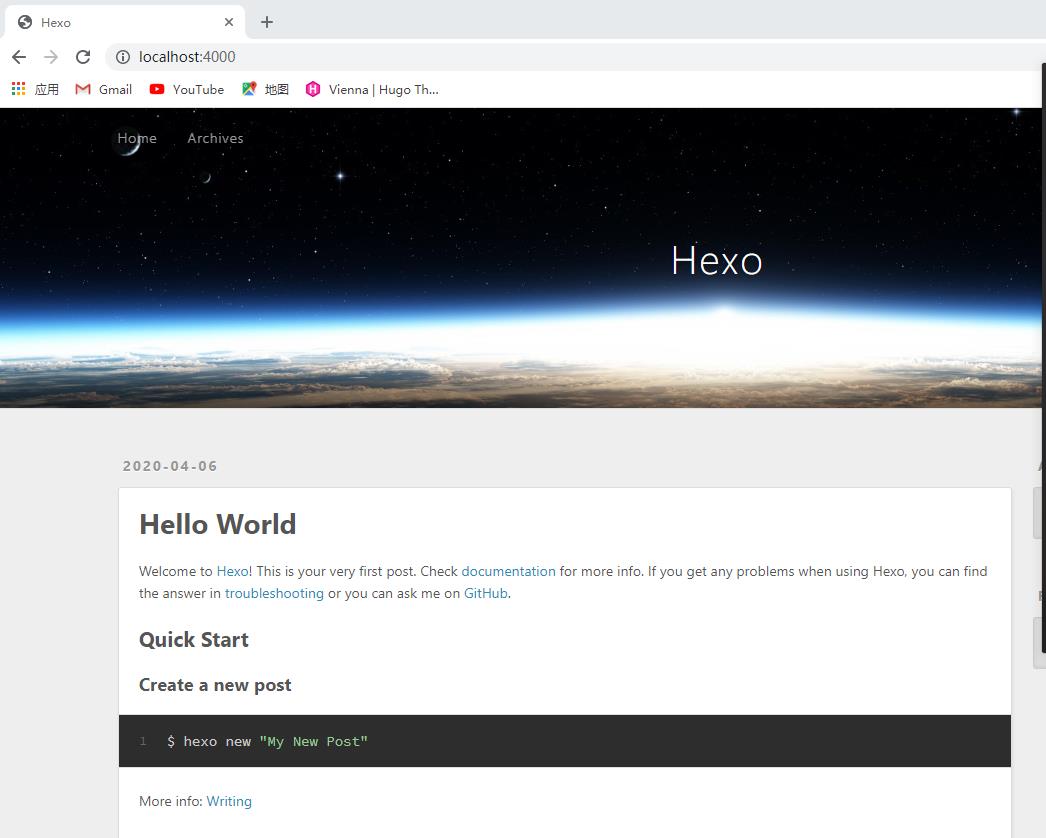 Hexo
localhost:4000
应用 Gmail YouTube 地图 Vienna | Hugo Th...
Home Archives
Hexo
2020-04-06
Hello World
Welcome to Hexo! This is your very first post. Check documentation for more info. If you get any problems when using Hexo, you can find
the answer in troubleshooting or you can ask me on GitHub.
Quick Start
Create a new post
1 $ hexo new "My New Post"
More info: Writing